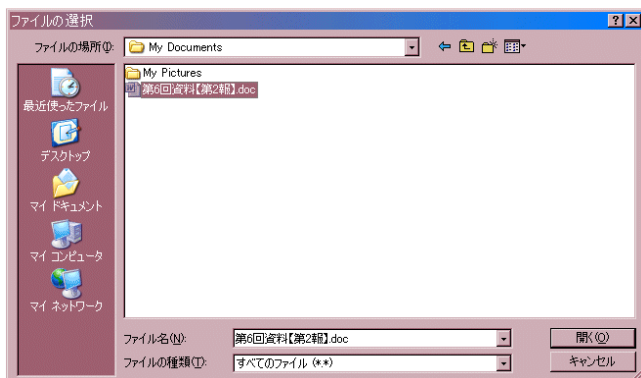 ファイルの選択
ファイルの場所(I):
My Documents
最近使ったファイル
デスクトップ
マイ ドキュメント
マイ コンピュータ
マイ ネットワーク
My Pictures
第6回資料【第2報】.doc
ファイル名(N):
第6回資料【第2報】.doc
開く(O)
ファイルの種類(T):
すべてのファイル (*.*)
キャンセル